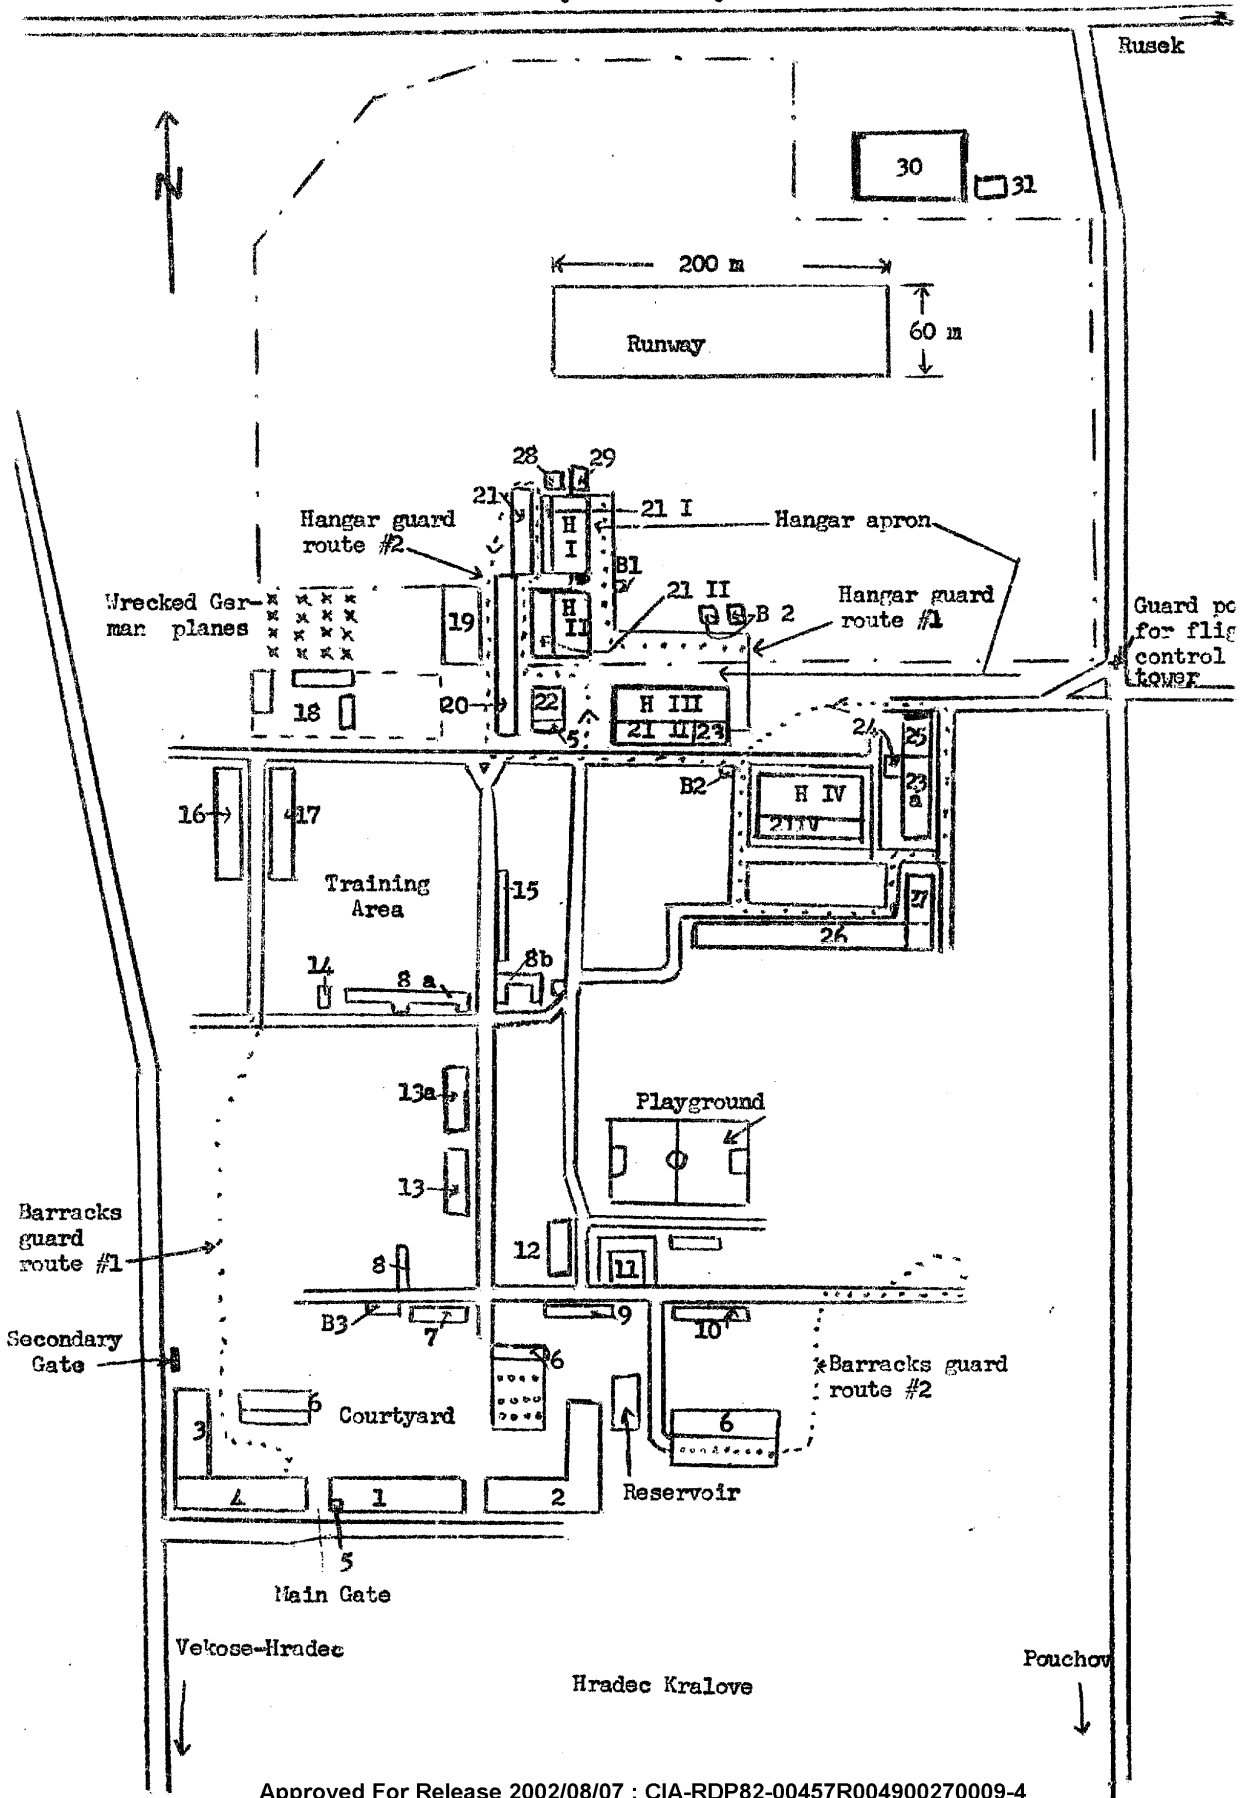 Rusek
N
30
31
200 m
60 m
Runway
28
29
21
21 I
Hangar guard
route #2
H
I
Hangar apron
B1
21 II
Wrecked Ger-
man planes
19
H
II
B 2
Hangar guard
route #1
Guard
for
control
tower
18
20
22
5
H III
21 II
23
24
25
B2
H IV
21IV
23
a
16
17
Training
Area
15
27
26
14
8 a
8b
13a
Playground
13
Barracks
guard
route #1
12
8
11
B3
7
9
10
Secondary
Gate
6
Barracks guard
route #2
6
Courtyard
3
6
4
1
2
Reservoir
5
Main Gate
Vekose-Hradec
Pouchov
Hradec Kralove
Approved For Release 2002/08/07 : CIA-RDP82-00457R004900270009-4